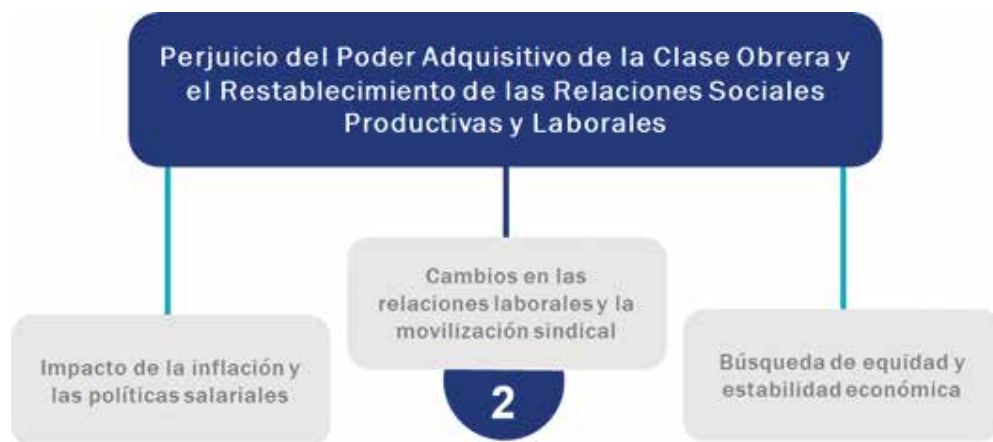 Perjuicio del Poder Adquisitivo de la Clase Obrera y
el Restablecimiento de las Relaciones Sociales
Productivas y Laborales
Impacto de la inflación y
las políticas salariales
Cambios en las
relaciones laborales y la
movilización sindical
2
Búsqueda de equidad y
estabilidad económica